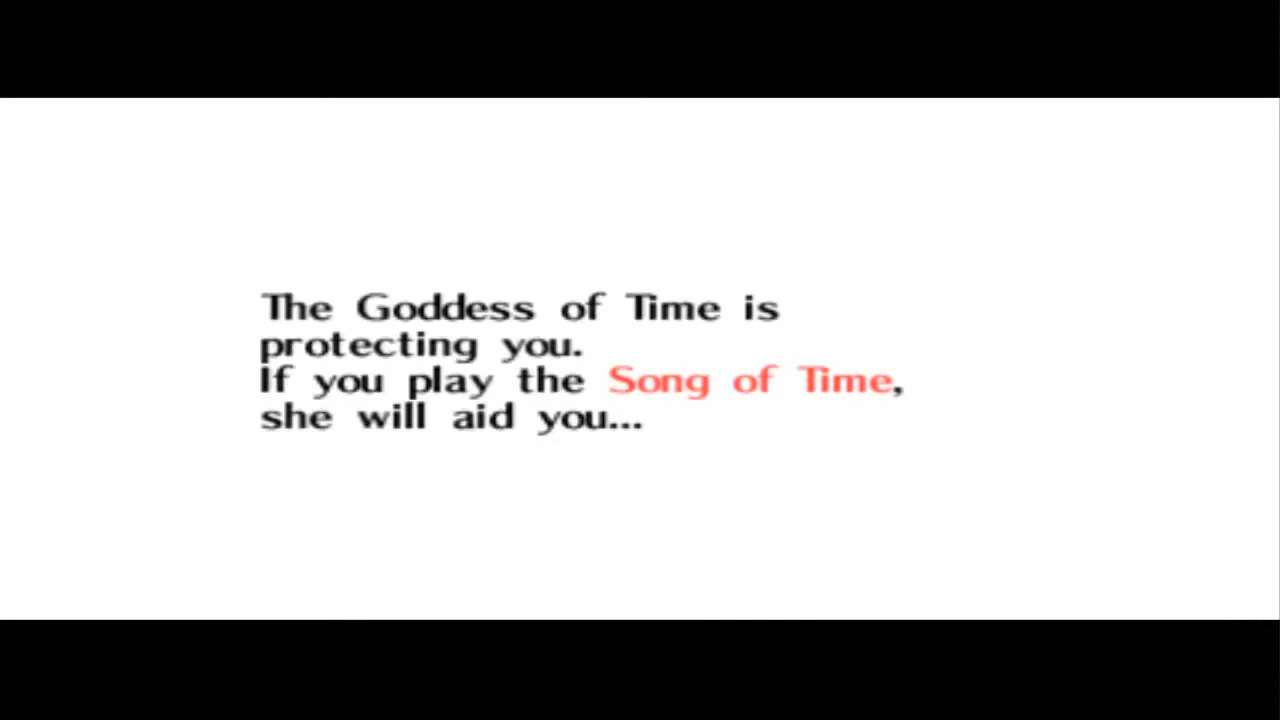 The Goddess of Time is
protecting you.
If you play the Song of Time,
she will aid you...